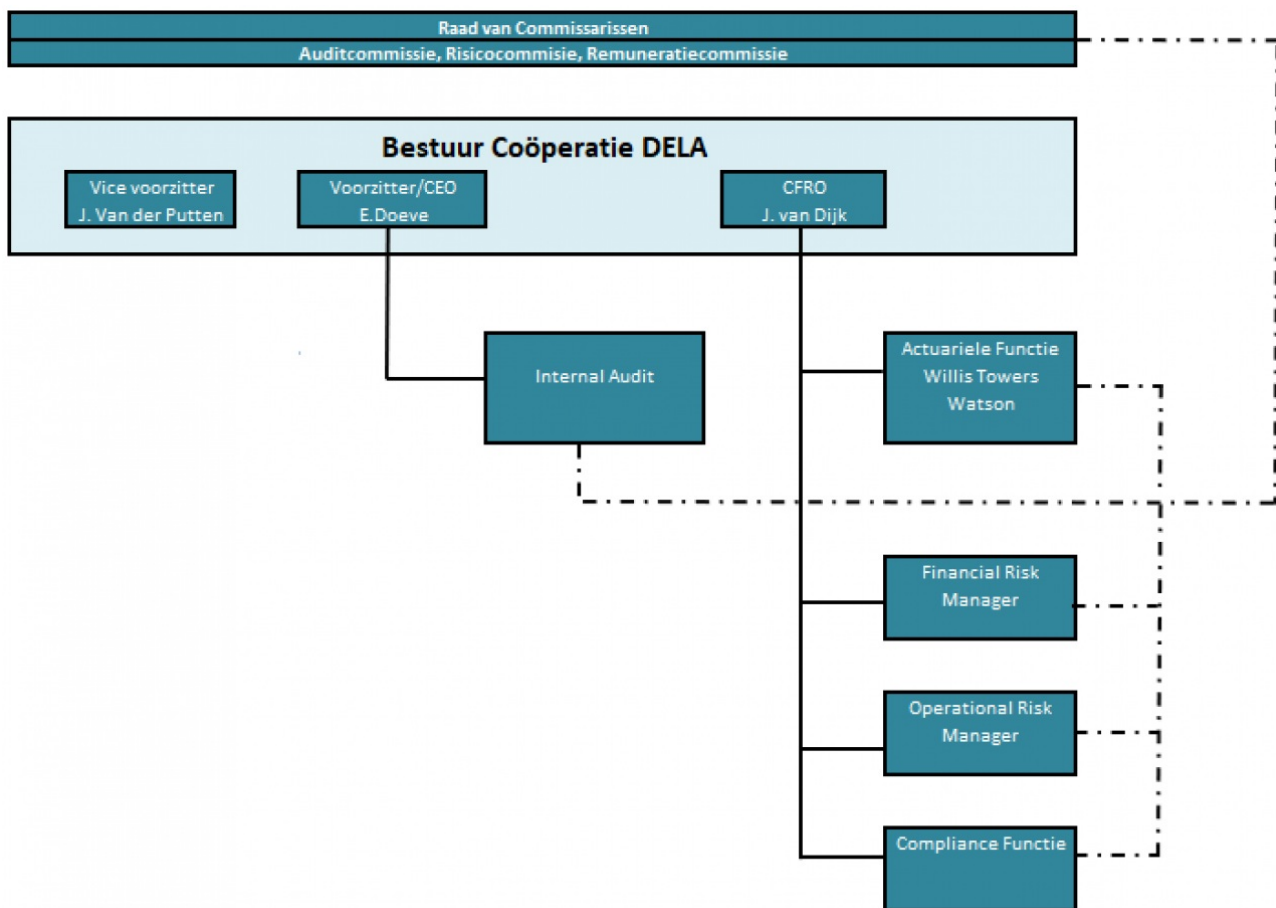 Raad van Commissarissen
Auditcommissie, Risicocommisie, Remuneratiecommissie
Bestuur Coöperatie DELA
Vice voorzitter
J. Van der Putten
Voorzitter/CEO
E.Doeve
CFRO
J. van Dijk
Internal Audit
Actuariele Functie
Willis Towers
Watson
Financial Risk
Manager
Operational Risk
Manager
Compliance Functie